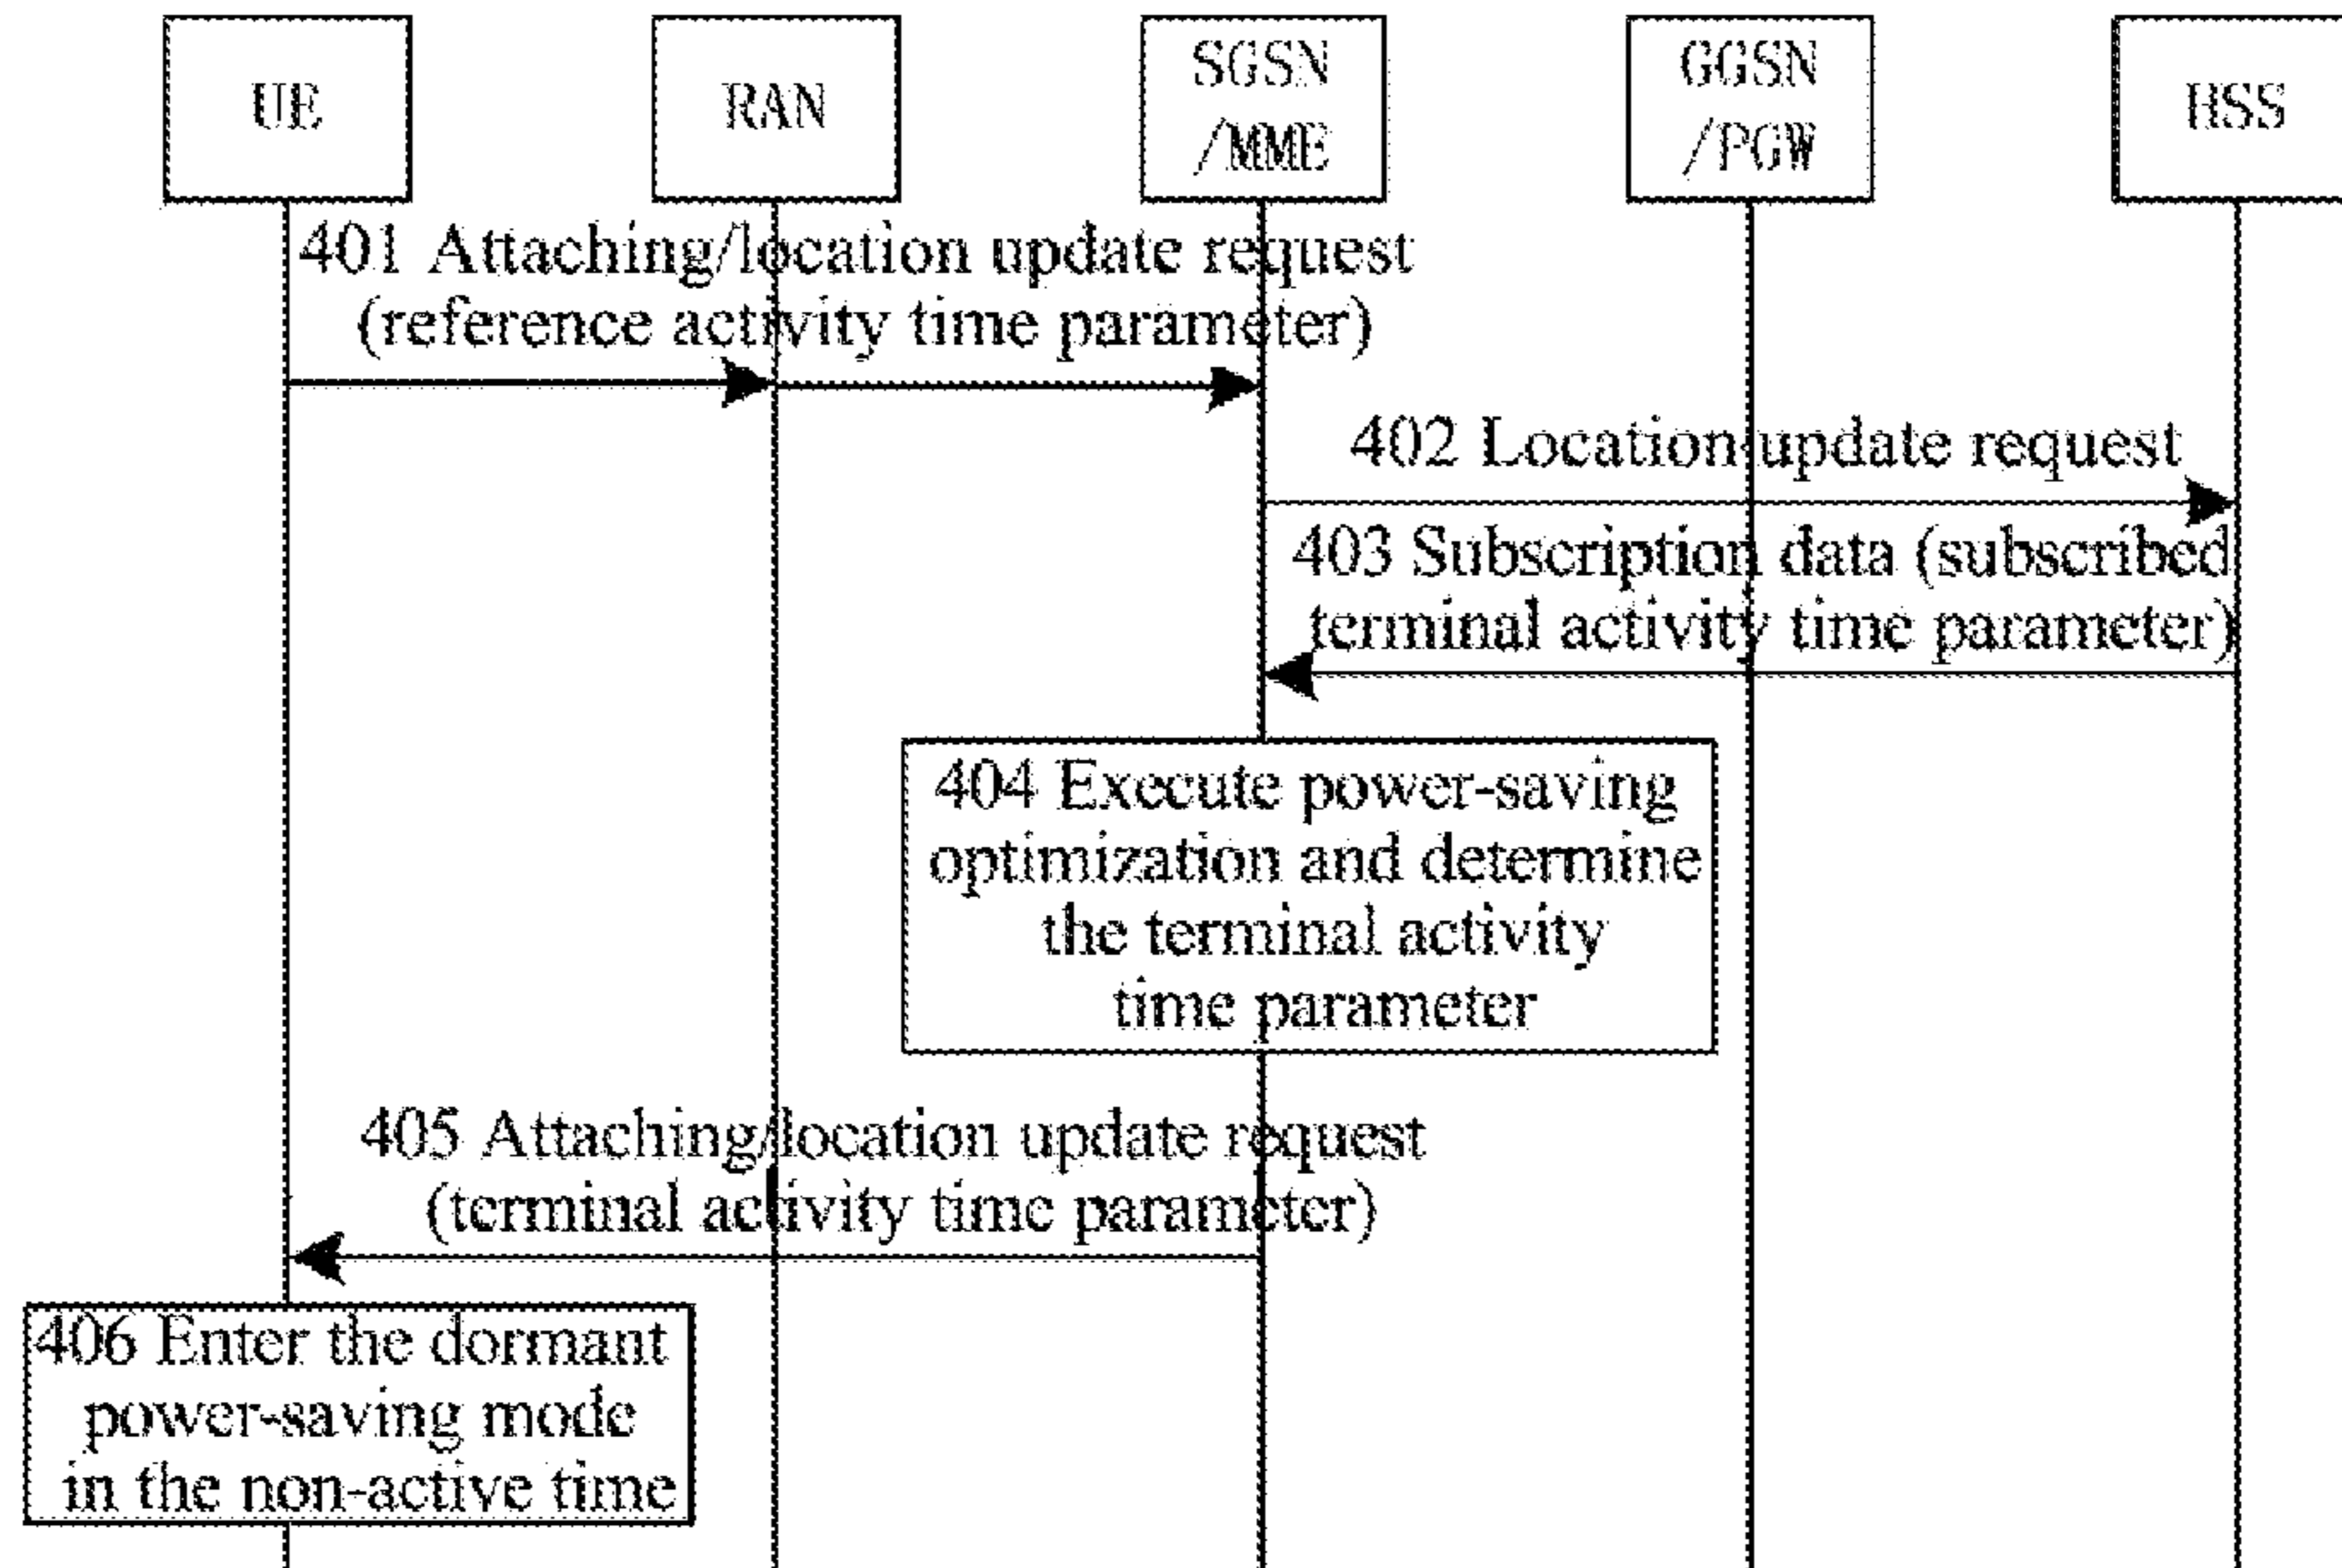 UE
RAN
SGSN
/MME
GGSN
/PGW
HSS
401 Attaching/location update request
(reference activity time parameter)
402 Location update request
403 Subscription data (subscribed
terminal activity time parameter)
404 Execute power-saving
optimization and determine
the terminal activity
time parameter
405 Attaching/location update request
(terminal activity time parameter)
406 Enter the dormant
power-saving mode
in the non-active time